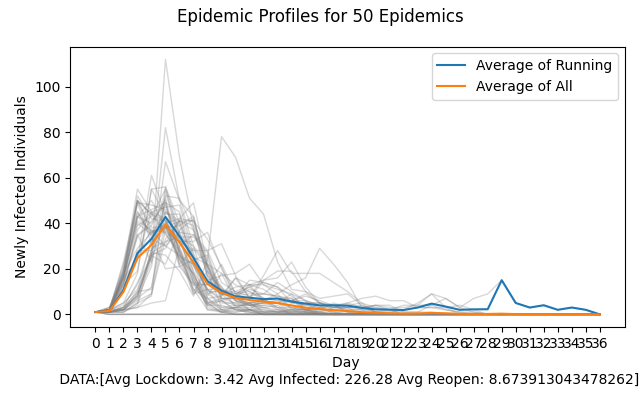 Epidemic Profiles for 50 Epidemics
Average of Running
Average of All
Newly Infected Individuals
100
80
60
40
20
0
0 1 2 3 4 5 6 7 8 9 10 11 12 13 14 15 16 17 18 19 20 21 22 23 24 25 26 27 28 29 30 31 32 33 34 35 36
Day
DATA:[Avg Lockdown: 3.42 Avg Infected: 226.28 Avg Reopen: 8.673913043478262]